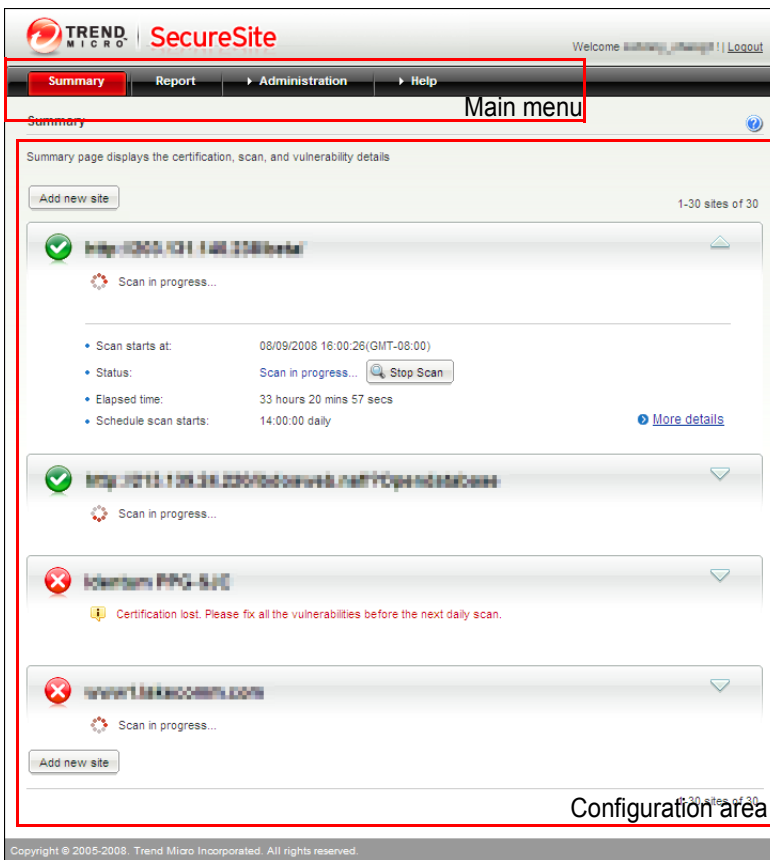 TREND MICRO SecureSite
Welcome ! | Logout
Summary Report Administration Help
Main menu
Summary
Summary page displays the certification, scan, and vulnerability details
Add new site
1-30 sites of 30
Scan in progress...
Scan starts at: 08/09/2008 16:00:26(GMT-08:00)
Status: Scan in progress... Stop Scan
Elapsed time: 33 hours 20 mins 57 secs
Schedule scan starts: 14:00:00 daily
More details
Scan in progress...
Certification lost. Please fix all the vulnerabilities before the next daily scan.
Scan in progress...
Add new site
1-30 sites of 30
Configuration area
Copyright © 2005-2008. Trend Micro Incorporated. All rights reserved.